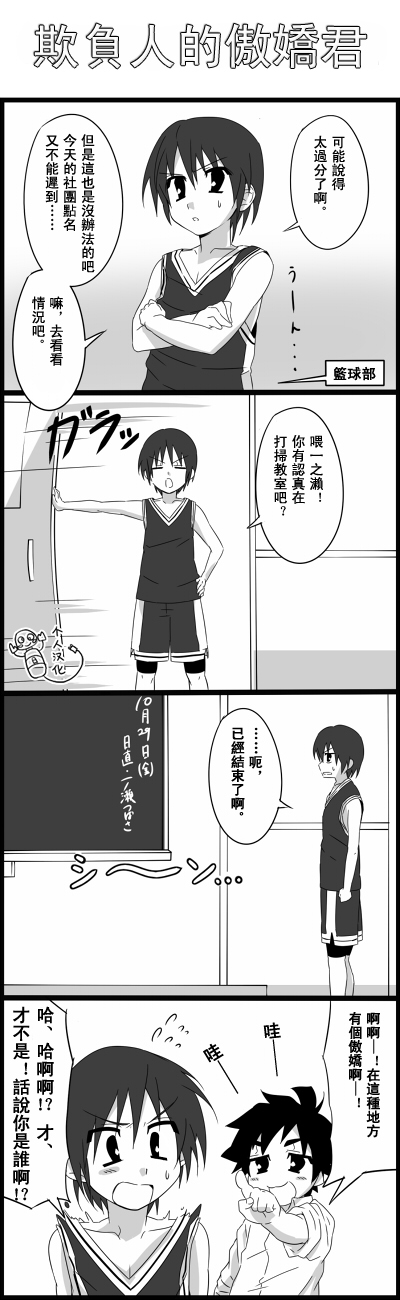 欺負人的傲嬌君
可能說得
太過分了啊。
但是這也是沒辦法的吧
今天的社團點名
又不能遲到……
嘛，去看看
情況吧。
うーん・・・
籃球部
喂一之瀨！
你有認真在
打掃教室吧？
ガラッ
个人汉化
……呃，
已經結束了啊。
10月29日(金)
日直・一ノ瀬つばさ
シ〜ーン…
啊啊—！在這種地方
有個傲嬌啊—！
哇—
哇—
哈、哈啊啊!？才、
才不是！話說你是誰啊!？